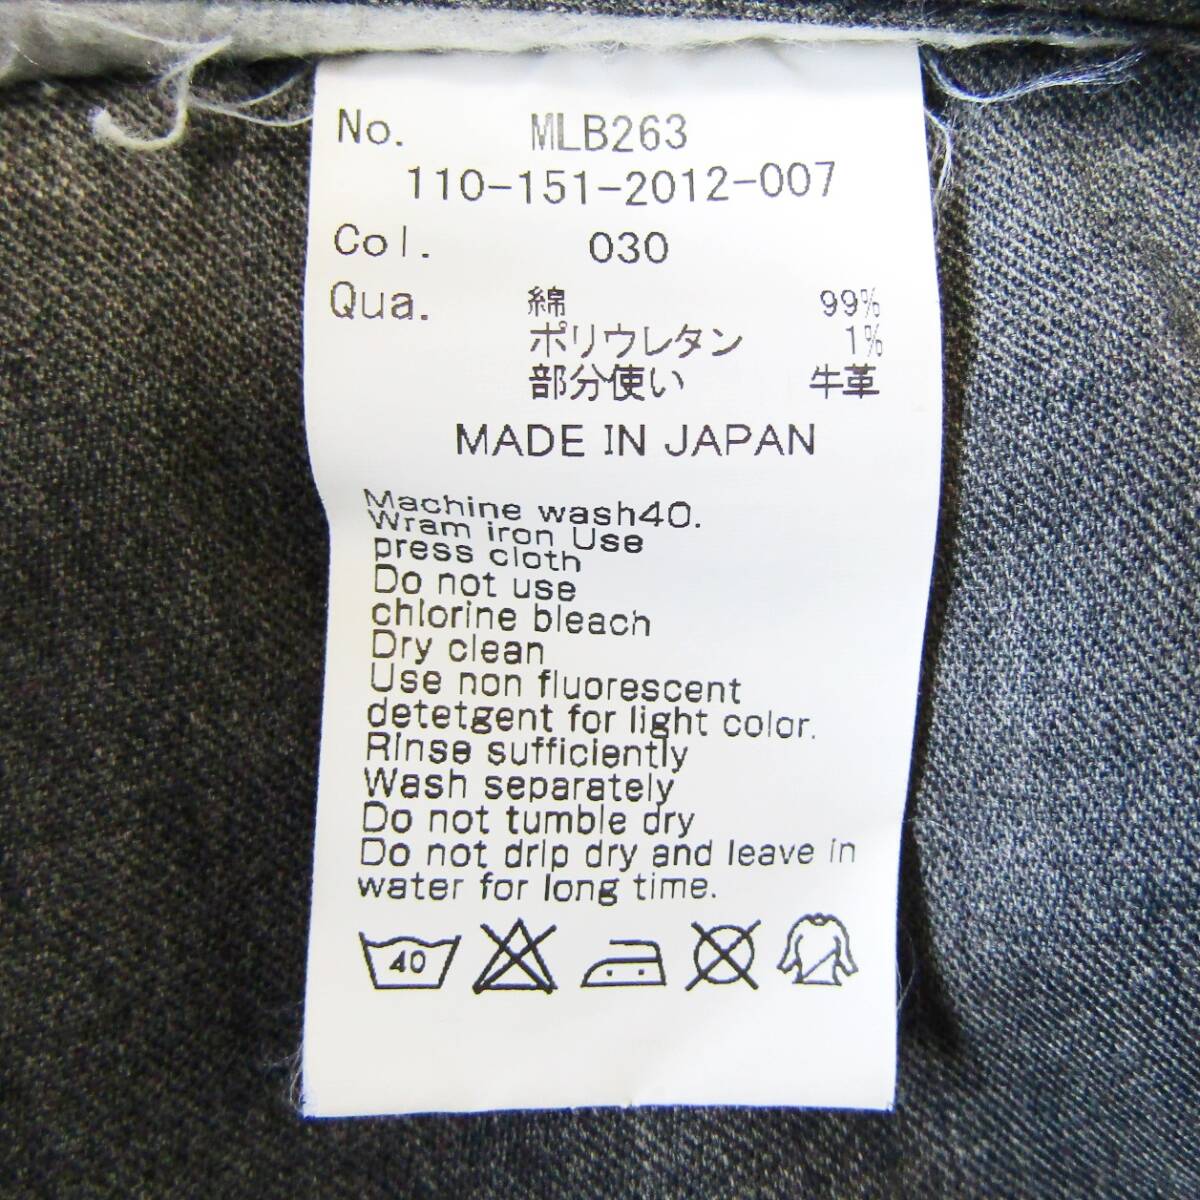 No. MLB263
110-151-2012-007
Col. 030
Qua. 綿 99%
ポリウレタン 1%
部分使い 牛革
MADE IN JAPAN
Machine wash40.
Wram iron Use
press cloth
Do not use
chlorine bleach
Dry clean
Use non fluorescent
detetgent for light color.
Rinse sufficiently
Wash separately
Do not tumble dry
Do not drip dry and leave in
water for long time.
40